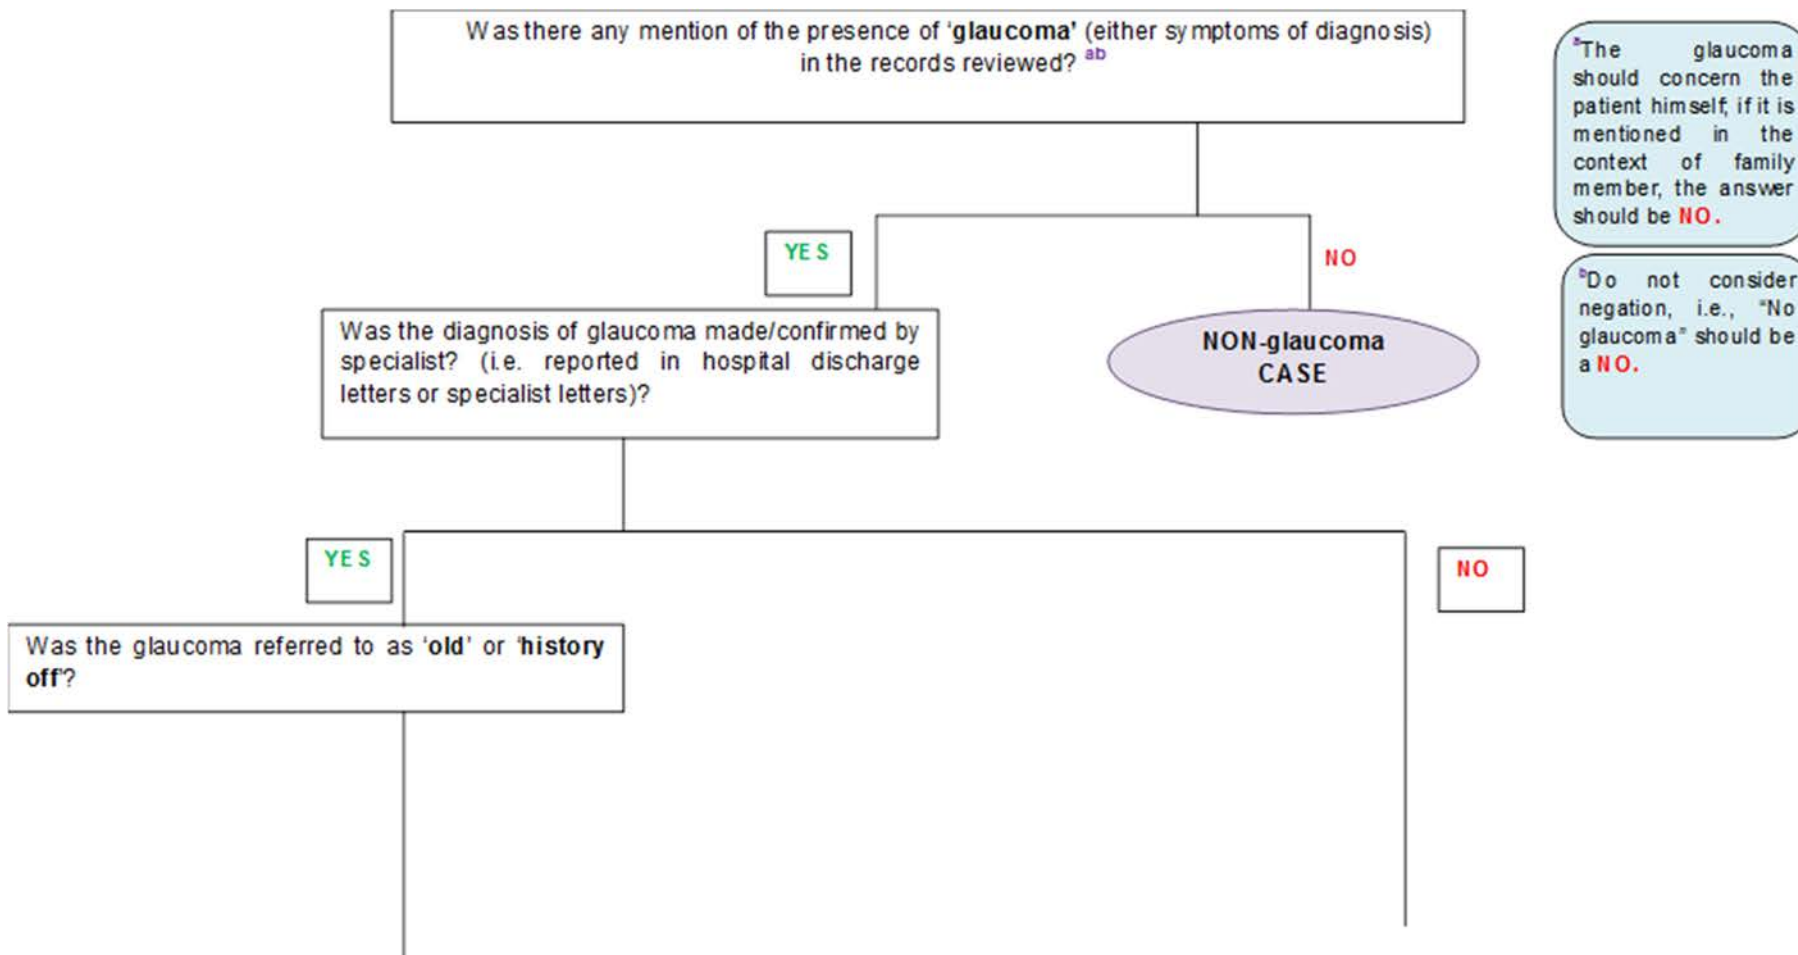 Was there any mention of the presence of ‘glaucoma’ (either symptoms of diagnosis)
in the records reviewed? ab
YES
NO
Was the diagnosis of glaucoma made/confirmed by
specialist? (i.e. reported in hospital discharge
letters or specialist letters)?
NON-glaucoma
CASE
YES
NO
Was the glaucoma referred to as ‘old’ or ‘history
off’?
aThe glaucoma
should concern the
patient himself; if it is
mentioned in the
context of family
member, the answer
should be NO.
bDo not consider
negation, i.e., “No
glaucoma” should be
a NO.